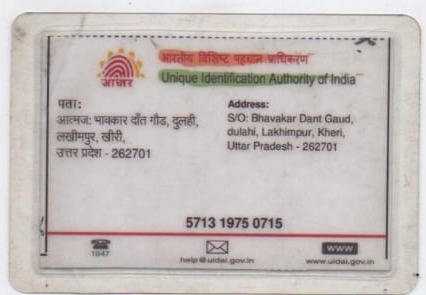 भारतीय विशिष्ट पहचान प्राधिकरण
Unique Identification Authority of India
आधार
पता:
आत्मज: भावकार दाँत गौड, दुलही,
लखीमपुर, खीरी,
उत्तर प्रदेश - 262701
Address:
S/O: Bhavakar Dant Gaud,
dulahi, Lakhimpur, Kheri,
Uttar Pradesh - 262701
5713 1975 0715
1947
help@uidai.gov.in
WWW
www.uidai.gov.in